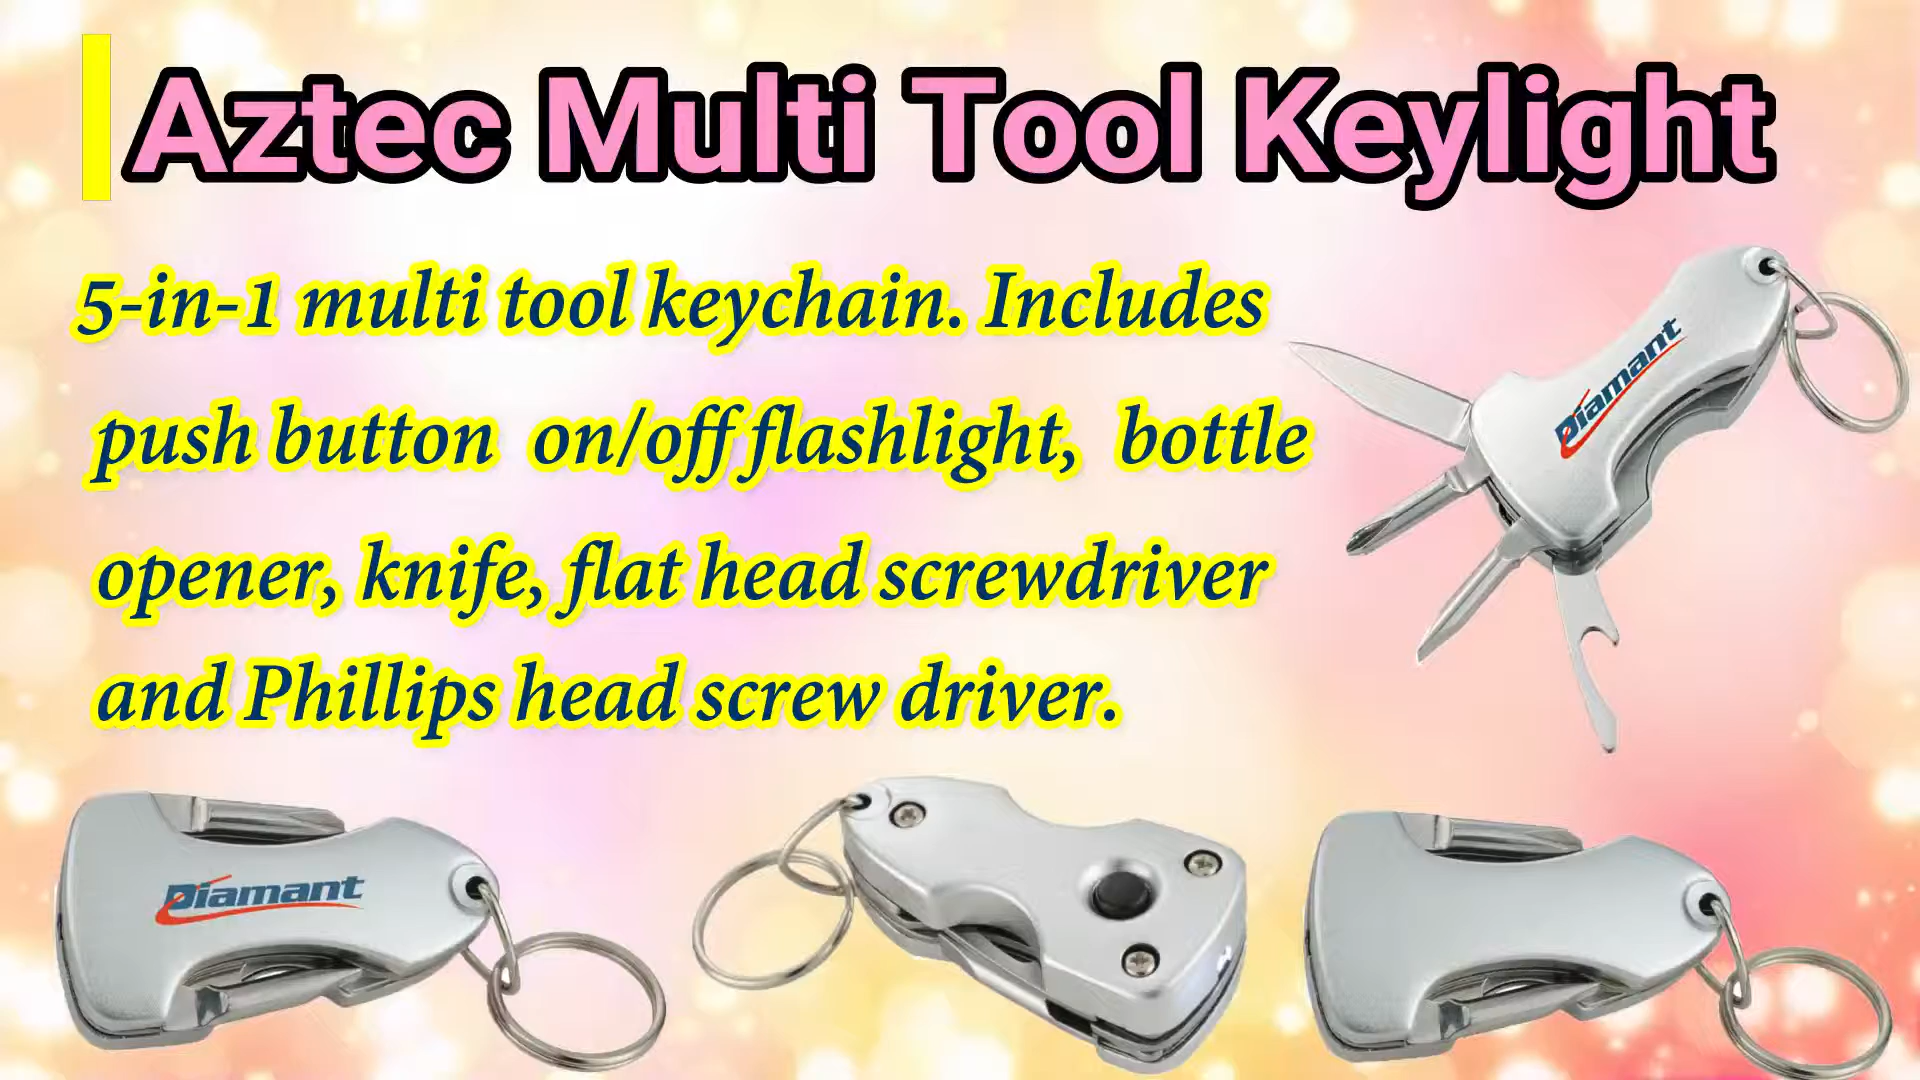 Aztec Multi Tool Keylight
5-in-1 multi tool keychain. Includes
push button on/off flashlight, bottle
opener, knife, flat head screwdriver
and Phillips head screw driver.
Diamant
Diamant